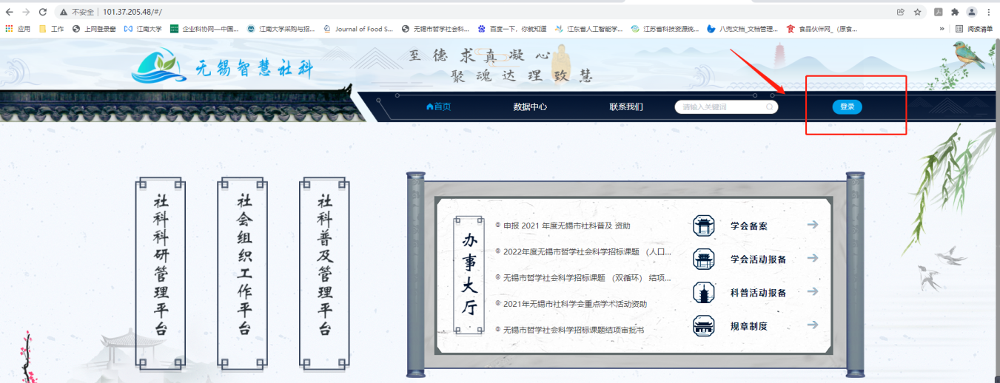 不安全 101.37.205.48/#/
应用 工作 上网登录窗 江南大学 企业科协网—中国... 江南大学采购与招... Journal of Food S... 无锡市哲学社会科... 百度一下，你就知道 江东省人工智能学... 江苏省科技资源统... 八兜文档_文档管理... 食品伙伴网_（原食... » 阅读清单
无锡智慧社科
至德求真凝心
聚魂达理致慧
首页 数据中心 联系我们 请输入关键词 登录
社科科研管理平台
社会组织工作平台
社科普及管理平台
办事大厅
申报 2021 年度无锡市社科普及 资助
2022年度无锡市哲学社会科学招标课题 （人口...
无锡市哲学社会科学招标课题 （双循环） 结项...
2021年无锡市社科学会重点学术活动资助
无锡市哲学社会科学招标课题结项审批书
学会备案
学会活动报备
科普活动报备
规章制度